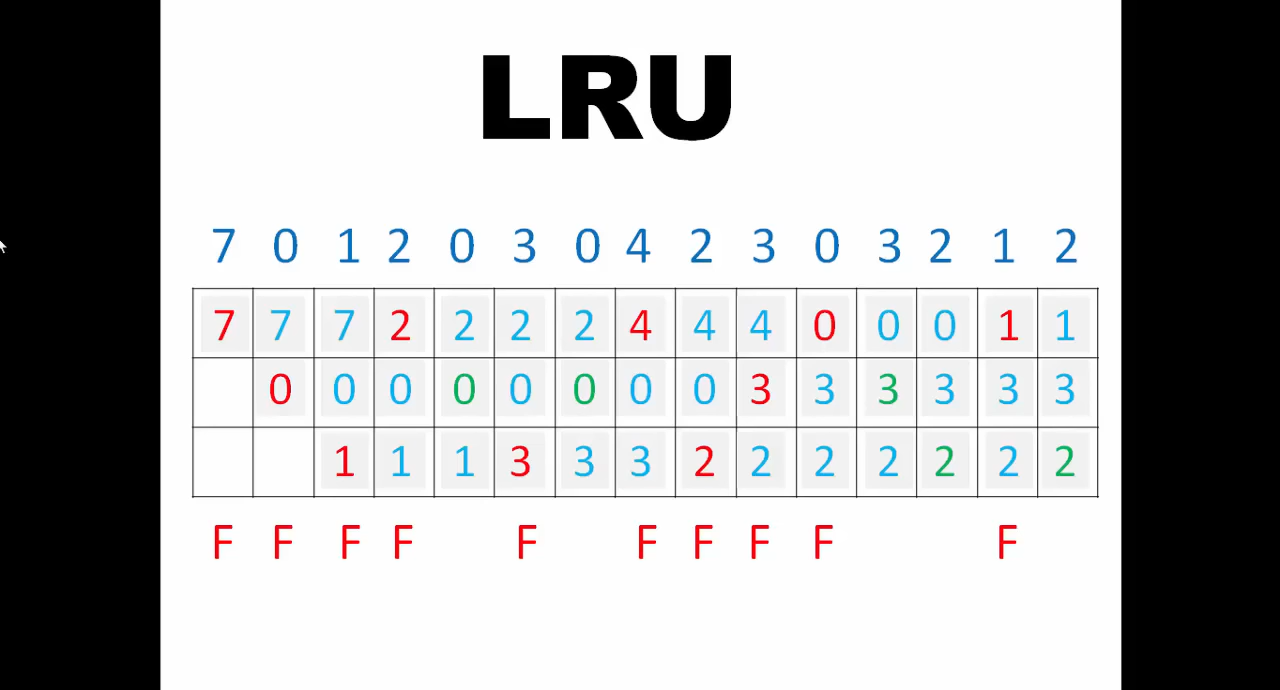 LRU
7 0 1 2 0 3 0 4 2 3 0 3 2 1 2
7 7 7 2 2 2 2 4 4 4 0 0 0 1 1
0 0 0 0 0 0 0 0 3 3 3 3 3 3
1 1 1 3 3 3 2 2 2 2 2 2 2
F F F F F F F F F F